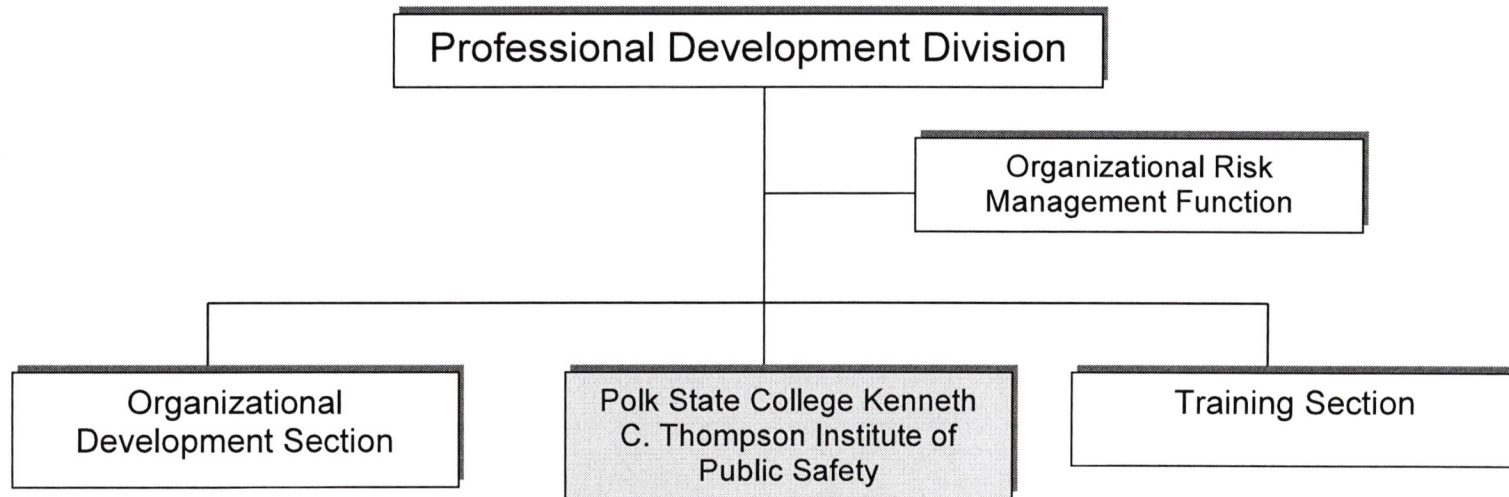 Professional Development Division
Organizational Risk
Management Function
Organizational
Development Section
Polk State College Kenneth
C. Thompson Institute of
Public Safety
Training Section